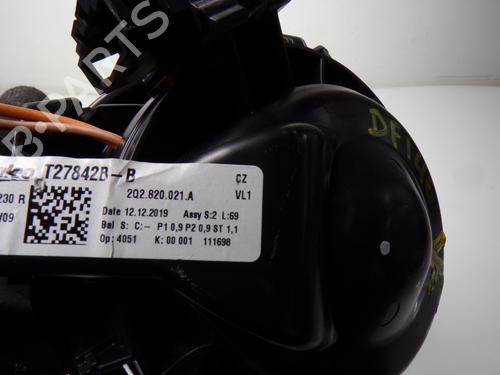 T27842B-B
2Q2.820.021.A
CZ
VL1
230 R
Date 12.12.2019 Assy S:2 L:69
Bal S: C:- P1 0,9 P2 0,9 ST 1,1
Op: 4051 K: 00 001 111698
B-PARTS